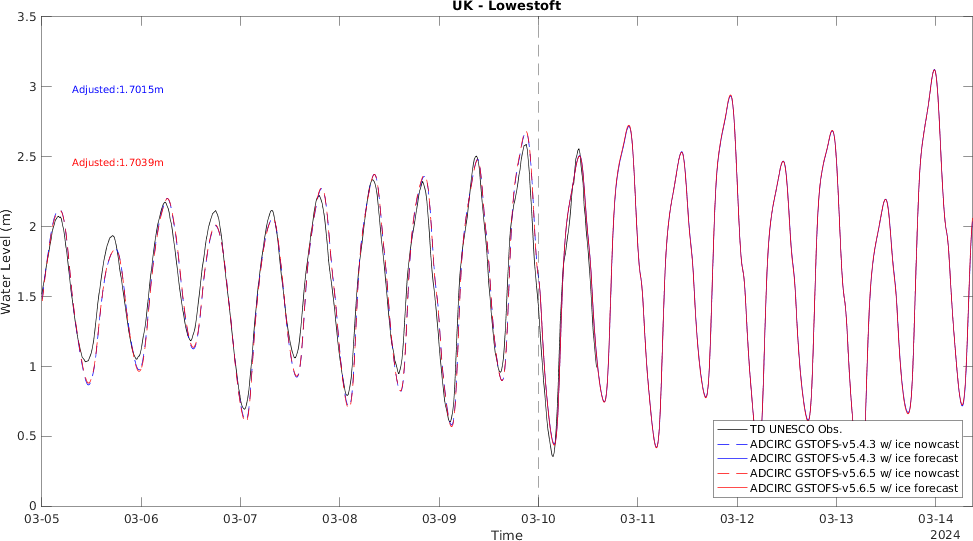 UK - Lowestoft
3.5
3
2.5
2
1.5
1
0.5
0
Water Level (m)
Adjusted:1.7015m
Adjusted:1.7039m
TD UNESCO Obs.
ADCIRC GSTOFS-v5.4.3 w/ ice nowcast
ADCIRC GSTOFS-v5.4.3 w/ ice forecast
ADCIRC GSTOFS-v5.6.5 w/ ice nowcast
ADCIRC GSTOFS-v5.6.5 w/ ice forecast
03-05 03-06 03-07 03-08 03-09 03-10 03-11 03-12 03-13 03-14
Time
2024